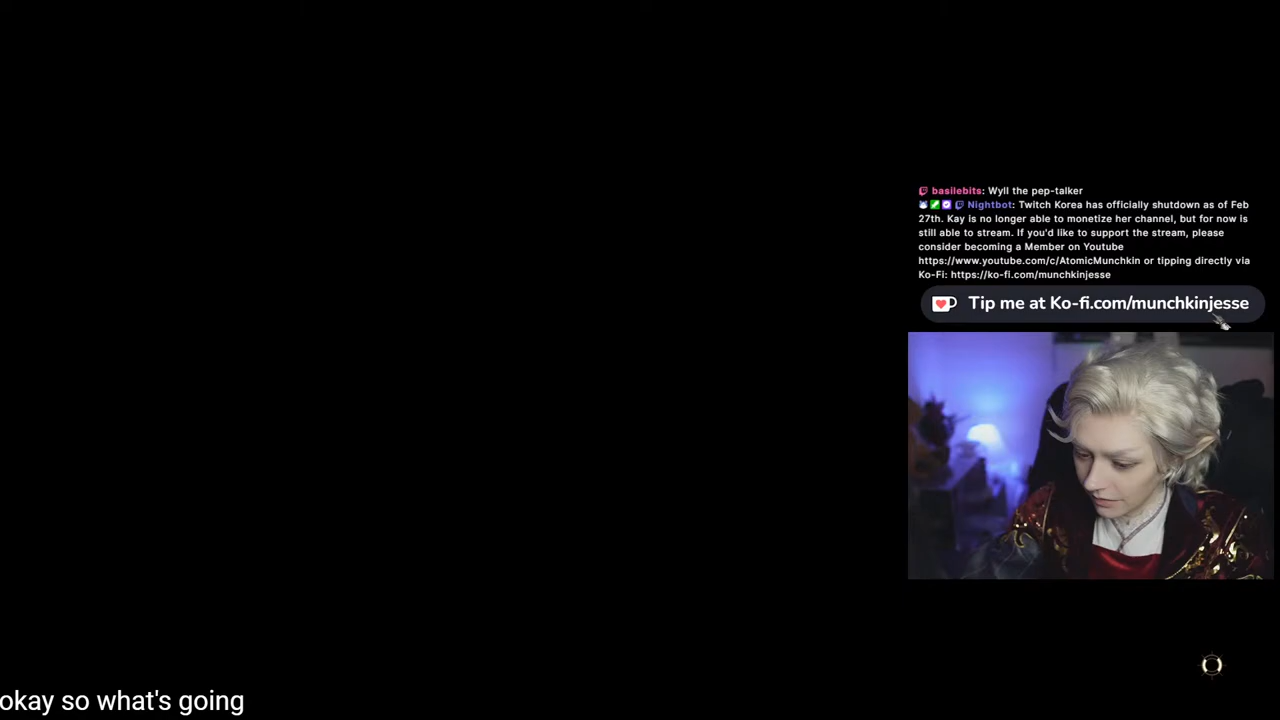 basilebits: Wyll the pep-talker
Nightbot: Twitch Korea has officially shutdown as of Feb
27th. Kay is no longer able to monetize her channel, but for now is
still able to stream. If you'd like to support the stream, please
consider becoming a Member on Youtube
https://www.youtube.com/c/AtomicMunchkin or tipping directly via
Ko-Fi: https://ko-fi.com/munchkinjesse
Tip me at Ko-fi.com/munchkinjesse
okay so what's going